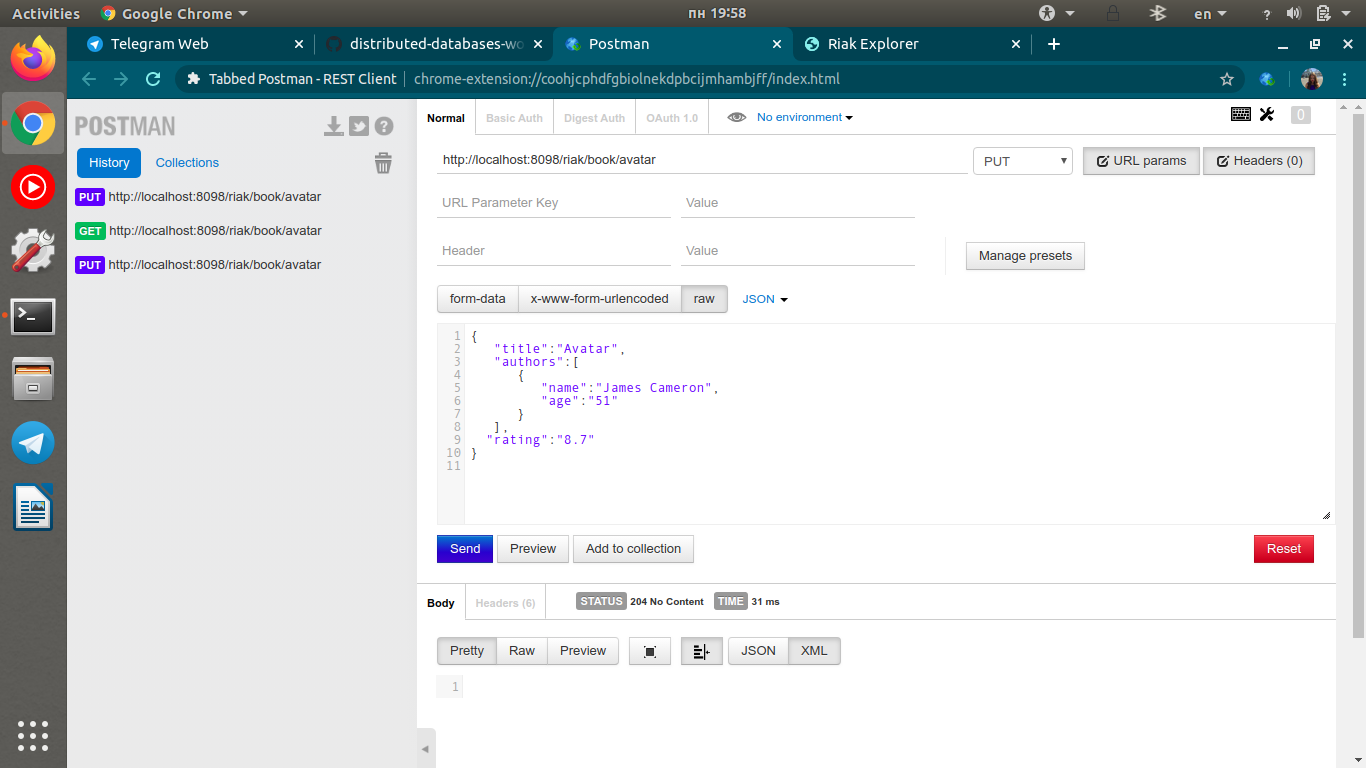 Activities Google Chrome пн 19:58 en ?
Telegram Web distributed-databases-wo Postman Riak Explorer
Tabbed Postman - REST Client chrome-extension://coohjcphdfgbiolnekdpbcijmhambjff/index.html
POSTMAN ?
History Collections
PUT http://localhost:8098/riak/book/avatar
GET http://localhost:8098/riak/book/avatar
PUT http://localhost:8098/riak/book/avatar
Normal Basic Auth Digest Auth OAuth 1.0 No environment 0
http://localhost:8098/riak/book/avatar PUT URL params Headers (0)
URL Parameter Key Value
Header Value Manage presets
form-data x-www-form-urlencoded raw JSON
1 {
2 "title":"Avatar",
3 "authors":[
4 {
5 "name":"James Cameron",
6 "age":"51"
7 }
8 ],
9 "rating":"8.7"
10 }
11
Send Preview Add to collection Reset
Body Headers (6) STATUS 204 No Content TIME 31 ms
Pretty Raw Preview JSON XML
1